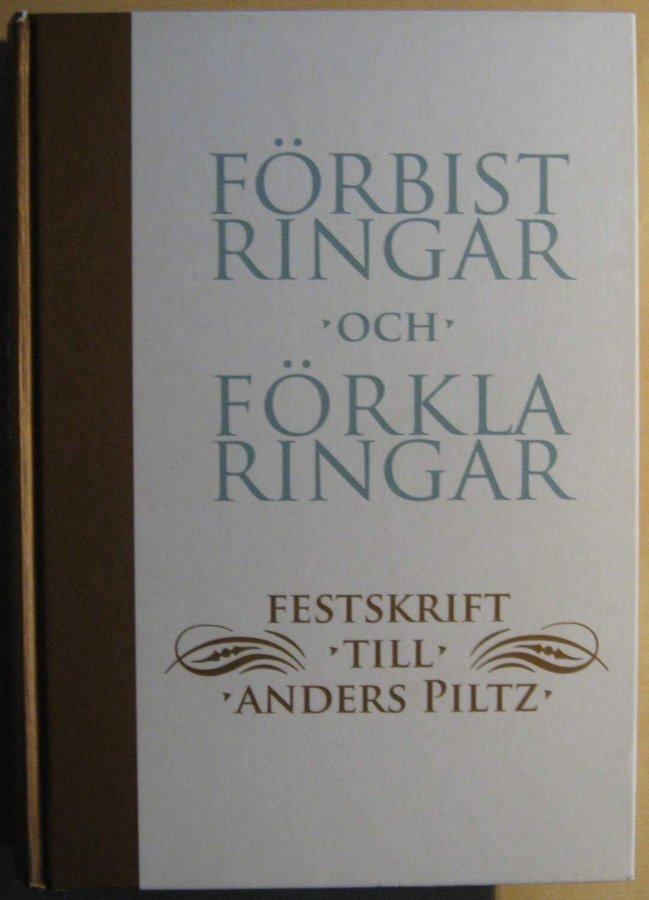 FÖRBIST
RINGAR
OCH
FÖRKLA
RINGAR
FESTSKRIFT
TILL
ANDERS PILTZ